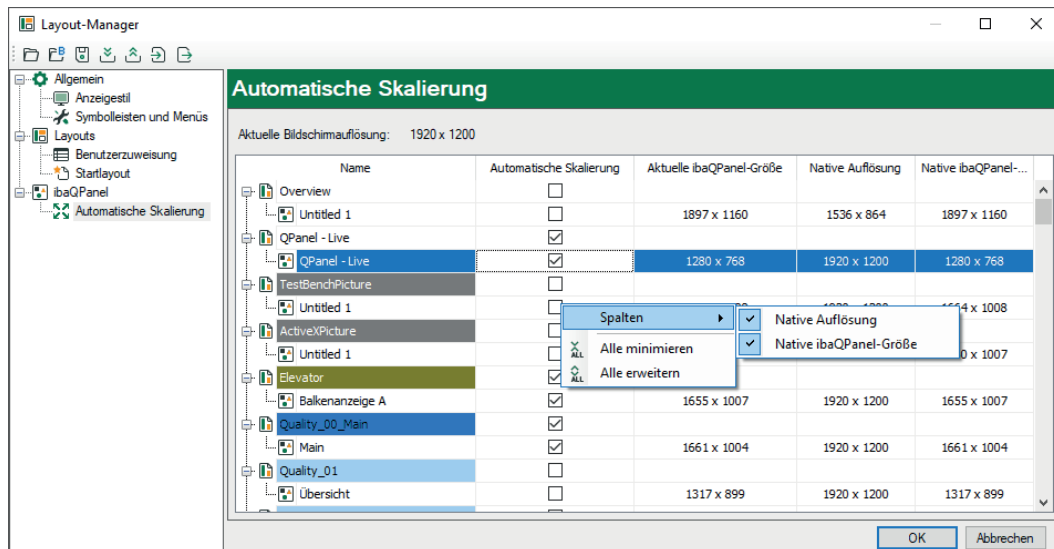 Layout-Manager
Allgemein
Anzeigestil
Symbolleisten und Menüs
Layouts
Benutzerzuweisung
Startlayout
ibaQPanel
Automatische Skalierung
Automatische Skalierung
Aktuelle Bildschirmauflösung: 1920 x 1200
Name Automatische Skalierung Aktuelle ibaQPanel-Größe Native Auflösung Native ibaQPanel-...
Overview
Untitled 1 1897 x 1160 1536 x 864 1897 x 1160
QPanel - Live
QPanel - Live 1280 x 768 1920 x 1200 1280 x 768
TestBenchPicture
Untitled 1 x 1008
ActiveXPicture
Untitled 1 x 1007
Elevator
Balkenanzeige A 1655 x 1007 1920 x 1200 1655 x 1007
Quality_00_Main
Main 1661 x 1004 1920 x 1200 1661 x 1004
Quality_01
Übersicht 1317 x 899 1920 x 1200 1317 x 899
Spalten
ALL Alle minimieren
ALL Alle erweitern
Native Auflösung
Native ibaQPanel-Größe
OK Abbrechen